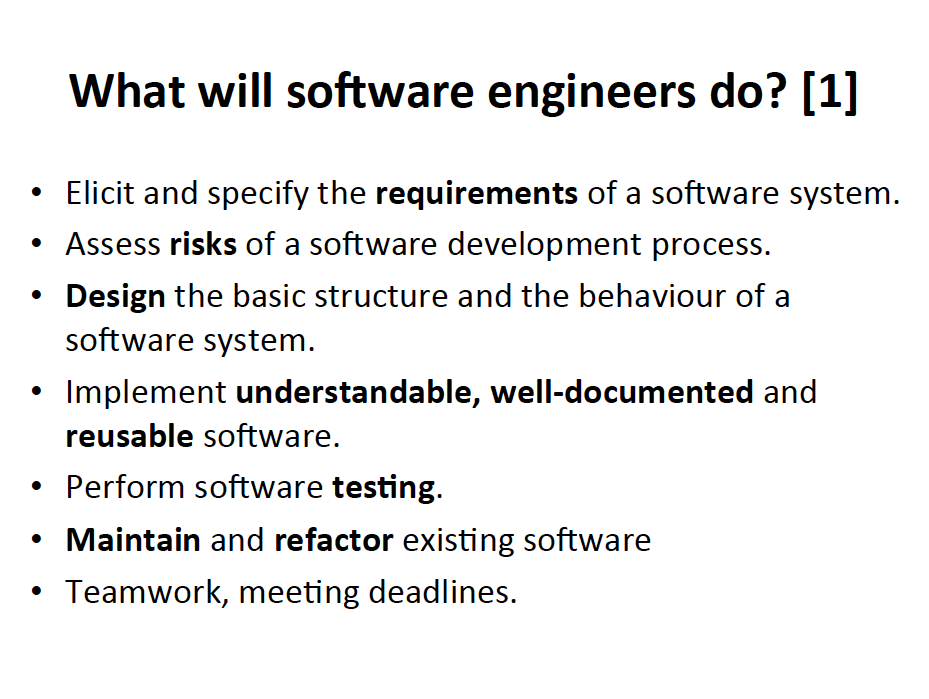 What will software engineers do? [1]
• Elicit and specify the requirements of a software system.
• Assess risks of a software development process.
• Design the basic structure and the behaviour of a
software system.
• Implement understandable, well-documented and
reusable software.
• Perform software testing.
• Maintain and refactor existing software
• Teamwork, meeting deadlines.